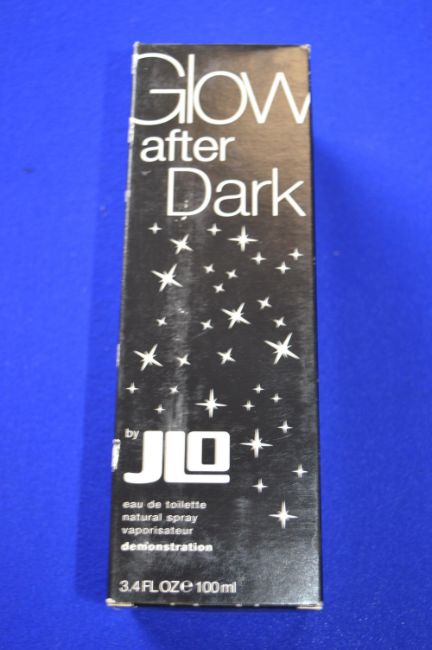 Glow
after
Dark
by
JLO
eau de toilette
natural spray
vaporisateur
demonstration
3.4 FL OZ ℮ 100 ml